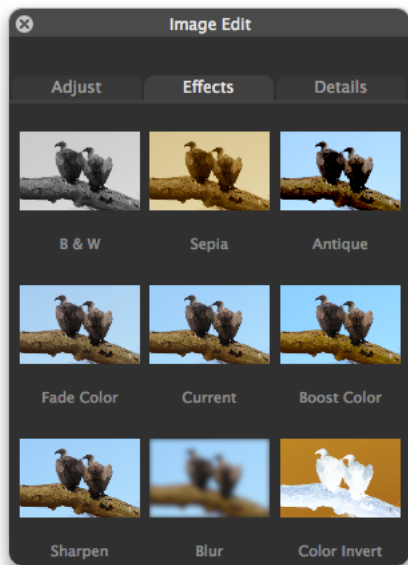 Image Edit
Adjust Effects Details
B & W Sepia Antique
Fade Color Current Boost Color
Sharpen Blur Color Invert